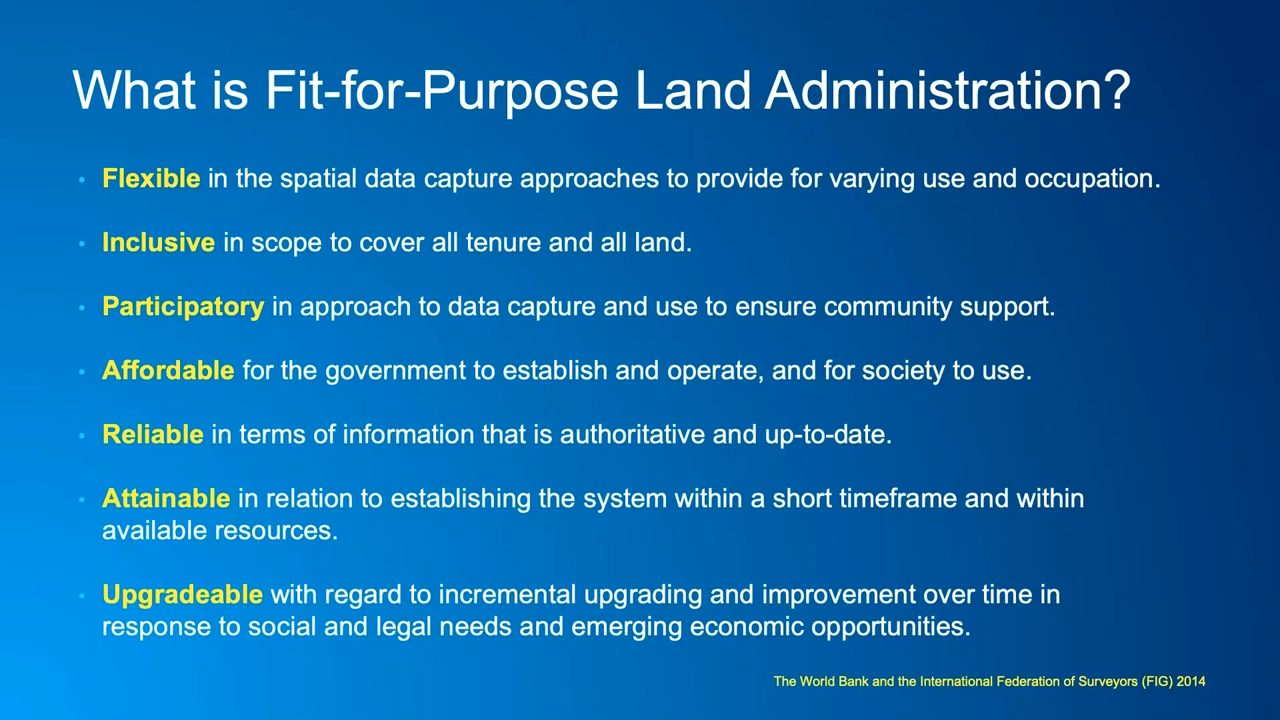 What is Fit-for-Purpose Land Administration?
• Flexible in the spatial data capture approaches to provide for varying use and occupation.
• Inclusive in scope to cover all tenure and all land.
• Participatory in approach to data capture and use to ensure community support.
• Affordable for the government to establish and operate, and for society to use.
• Reliable in terms of information that is authoritative and up-to-date.
• Attainable in relation to establishing the system within a short timeframe and within
available resources.
• Upgradeable with regard to incremental upgrading and improvement over time in
response to social and legal needs and emerging economic opportunities.
The World Bank and the International Federation of Surveyors (FIG) 2014